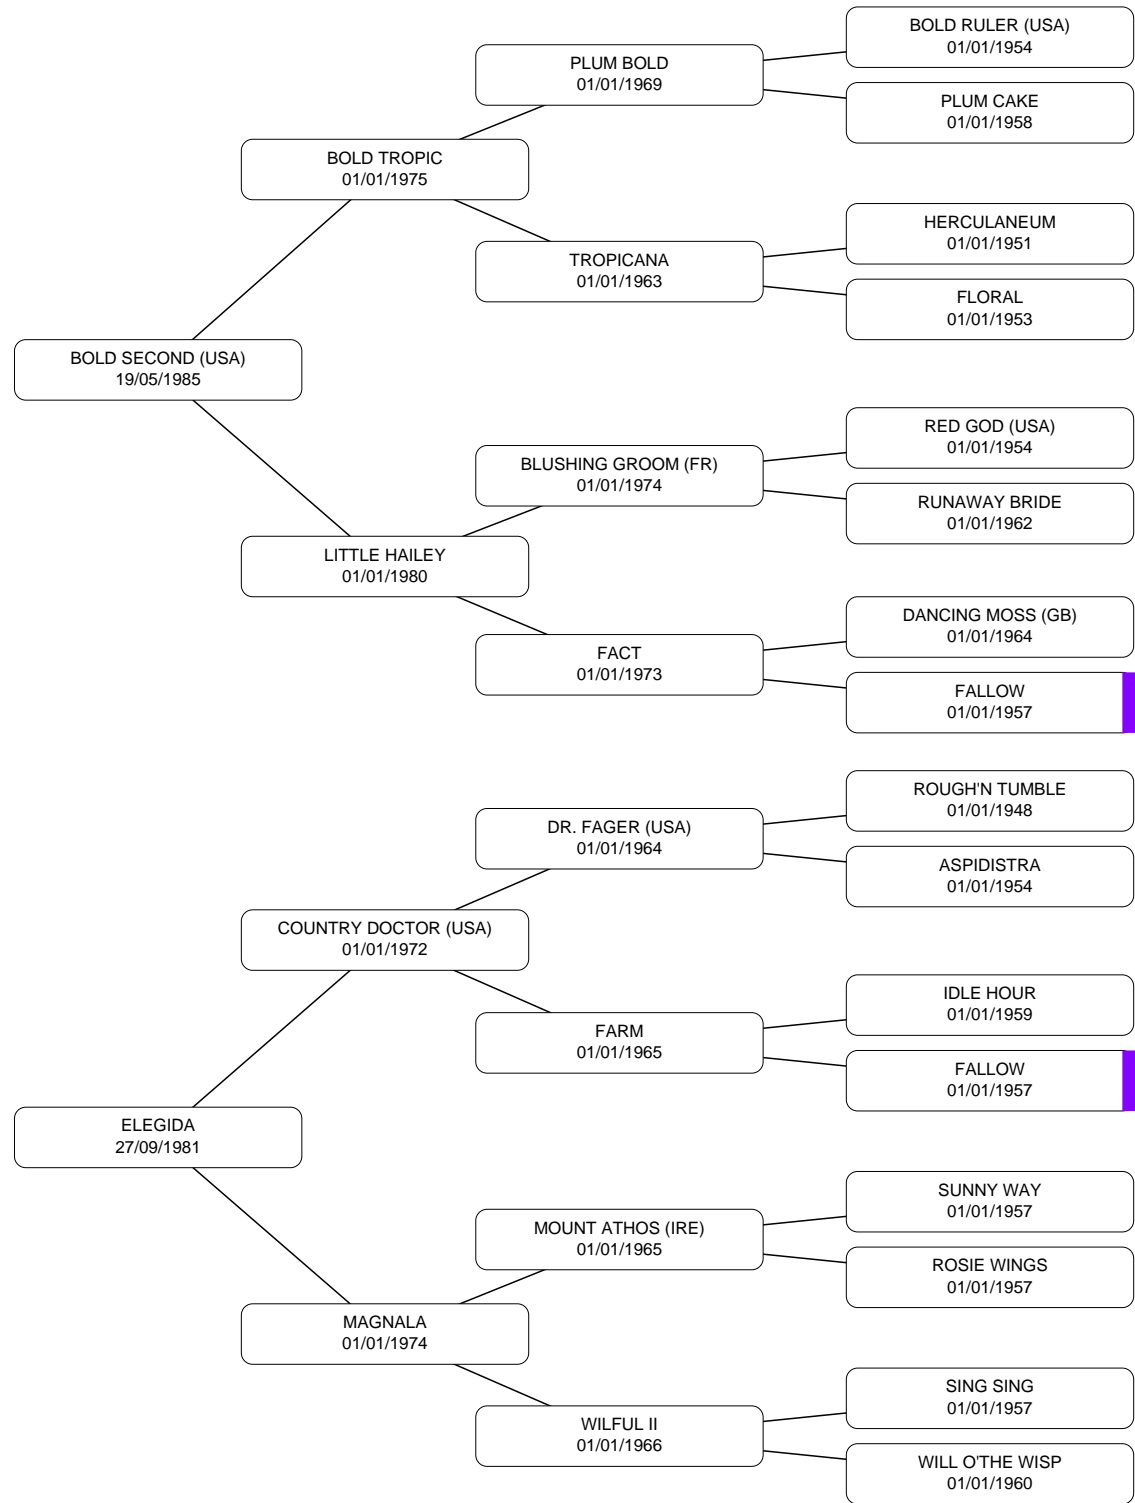 BOLD RULER (USA)
01/01/1954
PLUM BOLD
01/01/1969
PLUM CAKE
01/01/1958
BOLD TROPIC
01/01/1975
HERCULANEUM
01/01/1951
TROPICANA
01/01/1963
FLORAL
01/01/1953
BOLD SECOND (USA)
19/05/1985
RED GOD (USA)
01/01/1954
BLUSHING GROOM (FR)
01/01/1974
RUNAWAY BRIDE
01/01/1962
LITTLE HAILEY
01/01/1980
DANCING MOSS (GB)
01/01/1964
FACT
01/01/1973
FALLOW
01/01/1957
ROUGH'N TUMBLE
01/01/1948
DR. FAGER (USA)
01/01/1964
ASPIDISTRA
01/01/1954
COUNTRY DOCTOR (USA)
01/01/1972
IDLE HOUR
01/01/1959
FARM
01/01/1965
FALLOW
01/01/1957
ELEGIDA
27/09/1981
SUNNY WAY
01/01/1957
MOUNT ATHOS (IRE)
01/01/1965
ROSIE WINGS
01/01/1957
MAGNALA
01/01/1974
SING SING
01/01/1957
WILFUL II
01/01/1966
WILL O'THE WISP
01/01/1960